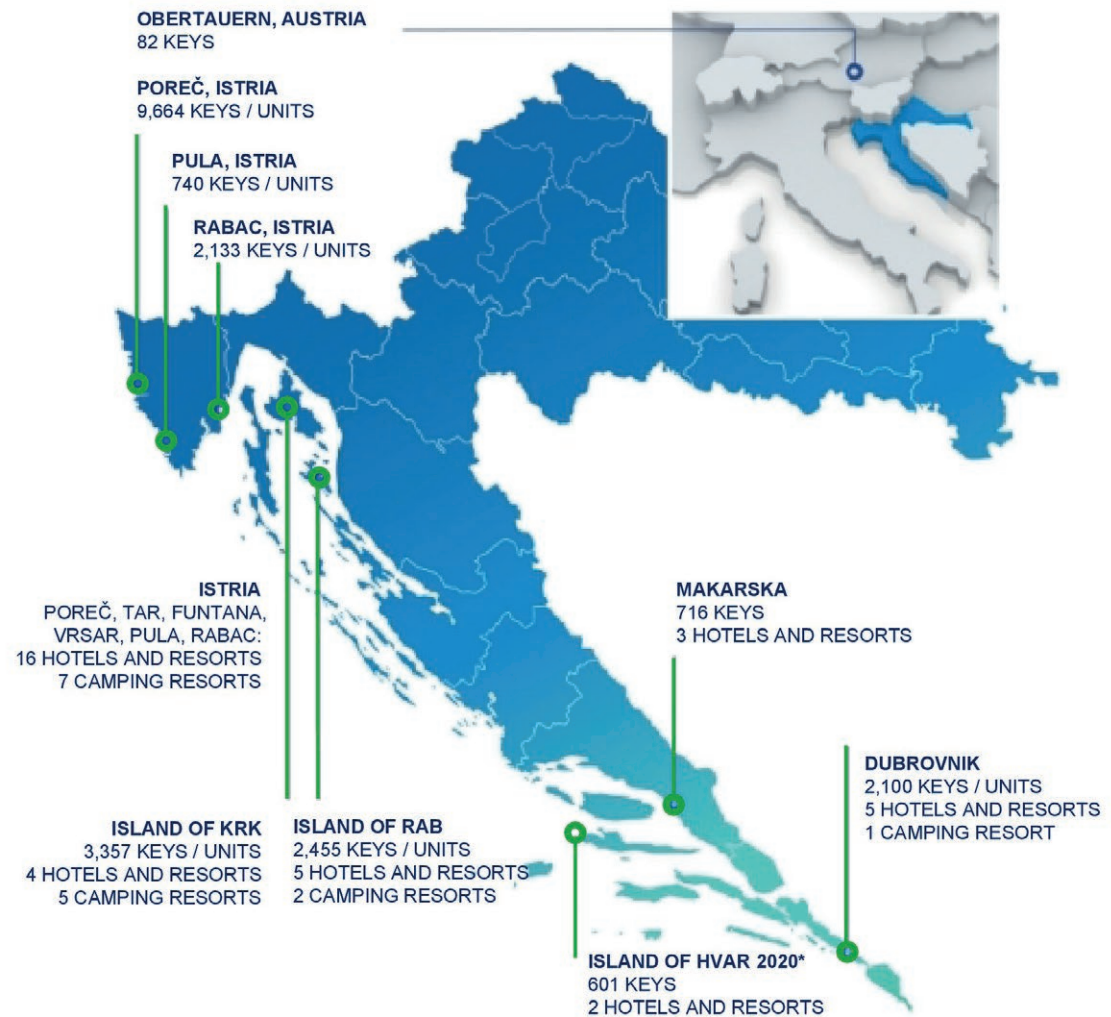 OBERTAUERN, AUSTRIA
82 KEYS
POREČ, ISTRIA
9,664 KEYS / UNITS
PULA, ISTRIA
740 KEYS / UNITS
RABAC, ISTRIA
2,133 KEYS / UNITS
ISTRIA
POREČ, TAR, FUNTANA,
VRSAR, PULA, RABAC:
16 HOTELS AND RESORTS
7 CAMPING RESORTS
MAKARSKA
716 KEYS
3 HOTELS AND RESORTS
DUBROVNIK
2,100 KEYS / UNITS
5 HOTELS AND RESORTS
1 CAMPING RESORT
ISLAND OF KRK
3,357 KEYS / UNITS
4 HOTELS AND RESORTS
5 CAMPING RESORTS
ISLAND OF RAB
2,455 KEYS / UNITS
5 HOTELS AND RESORTS
2 CAMPING RESORTS
ISLAND OF HVAR 2020*
601 KEYS
2 HOTELS AND RESORTS